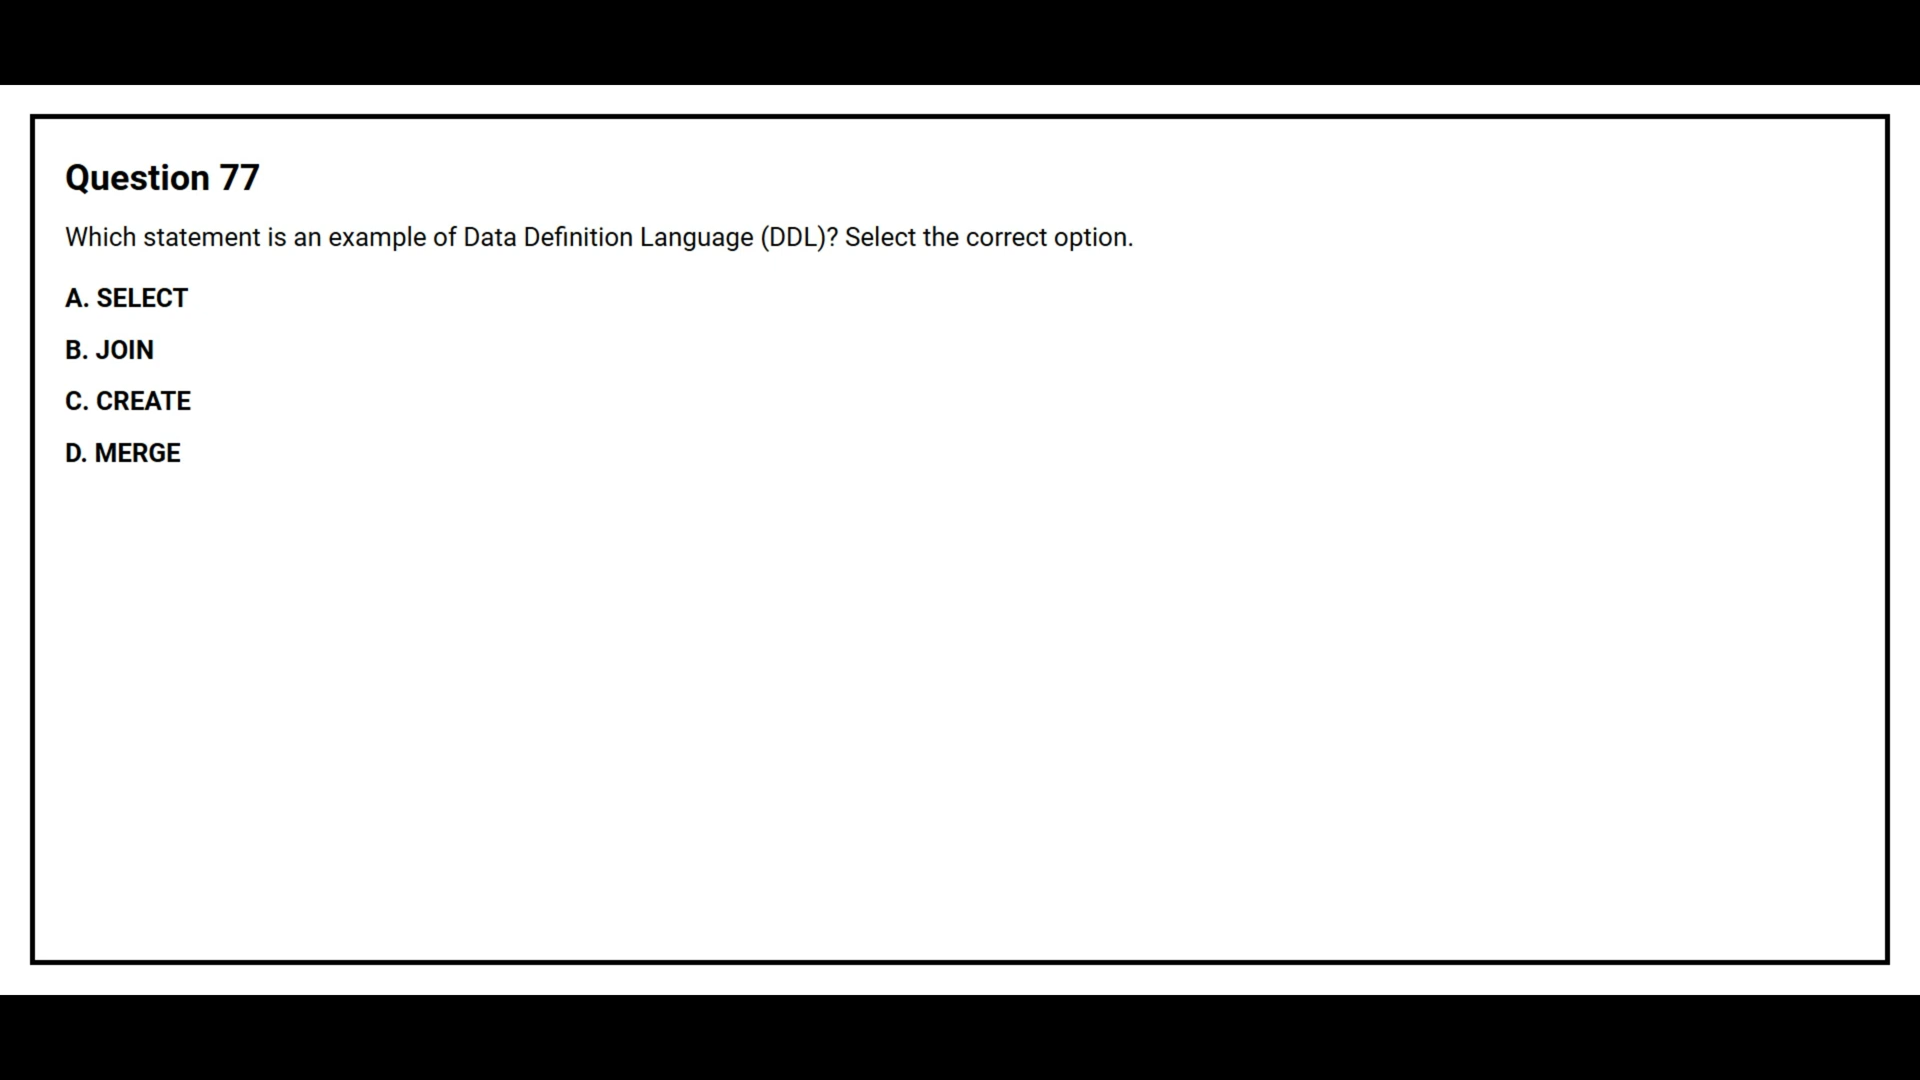 Question 77
Which statement is an example of Data Definition Language (DDL)? Select the correct option.
A. SELECT
B. JOIN
C. CREATE
D. MERGE